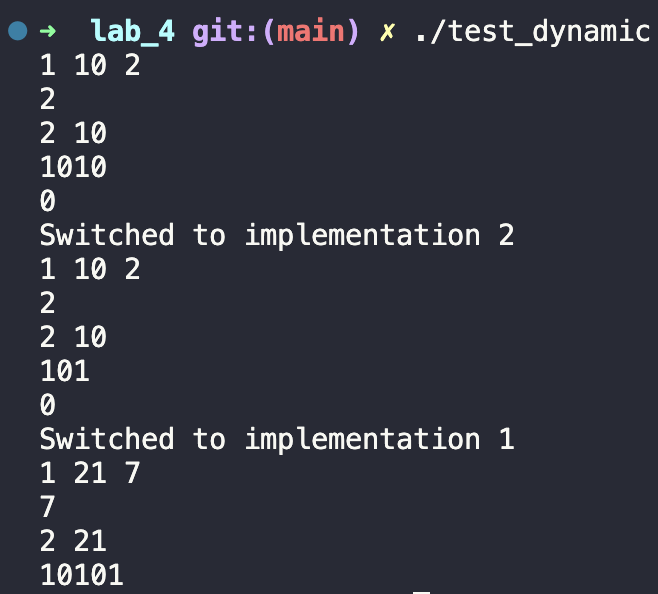 ➜ lab_4 git:(main) ✗ ./test_dynamic
1 10 2
2
2 10
1010
0
Switched to implementation 2
1 10 2
2
2 10
101
0
Switched to implementation 1
1 21 7
7
2 21
10101